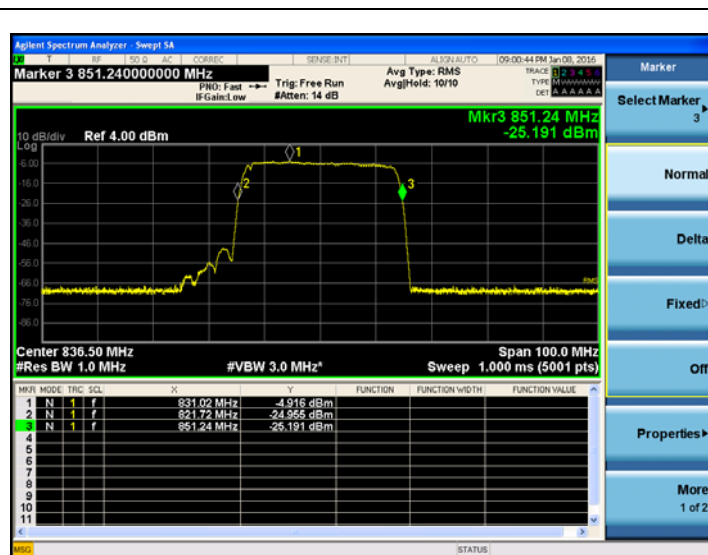 Agilent Spectrum Analyzer - Swept SA
T RF 50 Ω AC CORREC SENSE:INT ALIGN AUTO 09:00:44 PM Jan 08, 2016
Marker 3 851.240000000 MHz
PNO: Fast
IFGain:Low
Trig: Free Run
#Atten: 14 dB
Avg Type: RMS
Avg|Hold: 10/10
TRACE 1 2 3 4 5 6
TYPE M W W W W W
DET A A A A A A
Mkr3 851.24 MHz
-25.191 dBm
10 dB/div Ref 4.00 dBm
Log
-6.00
-16.0
-26.0
-36.0
-46.0
-56.0
-66.0
-76.0
-86.0
1
2
3
RMS
Center 836.50 MHz Span 100.0 MHz
#Res BW 1.0 MHz #VBW 3.0 MHz* Sweep 1.000 ms (5001 pts)
MKR MODE TRC SCL X Y FUNCTION FUNCTION WIDTH FUNCTION VALUE
1 N 1 f 831.02 MHz -4.916 dBm
2 N 1 f 821.72 MHz -24.955 dBm
3 N 1 f 851.24 MHz -25.191 dBm
4
5
6
7
8
9
10
11
MSG STATUS
Marker
Select Marker
3
Normal
Delta
Fixed
Off
Properties
More
1 of 2